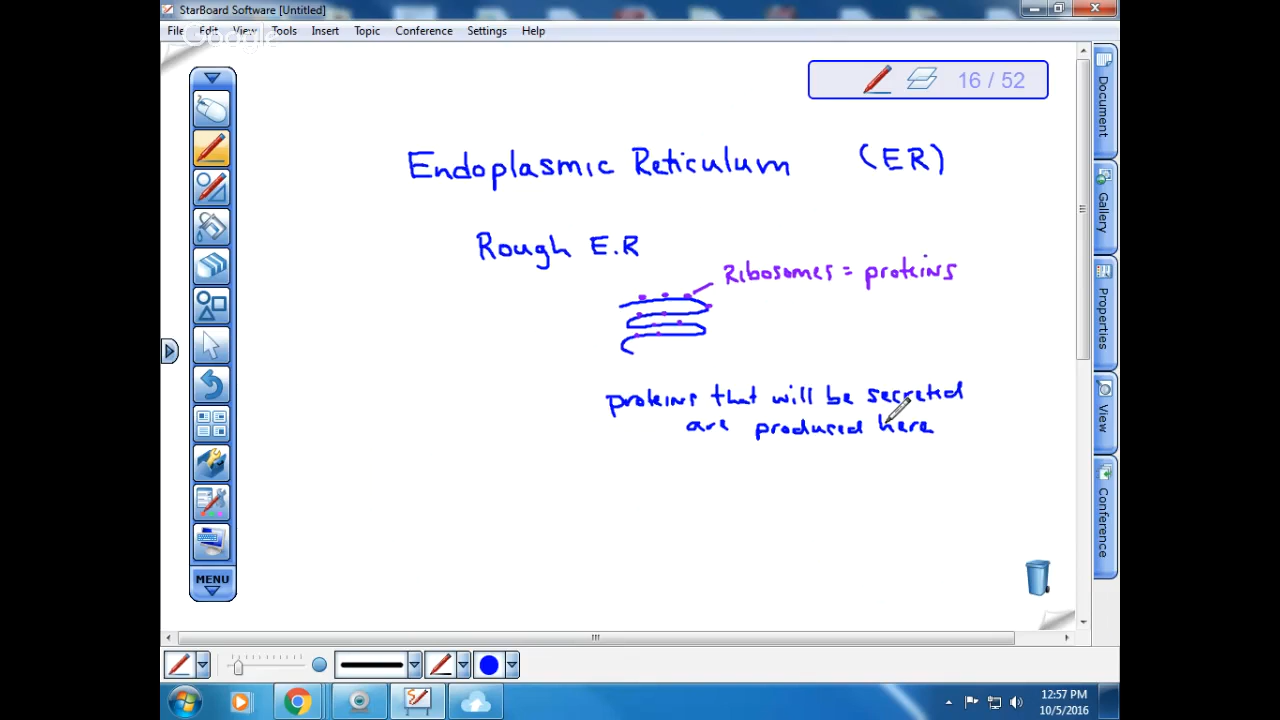 StarBoard Software [Untitled]
File Edit View Tools Insert Topic Conference Settings Help
Google
16 / 52
Endoplasmic Reticulum (ER)
Rough E.R
Ribosomes = proteins
proteins that will be secreted
are produced here
Document
Gallery
Properties
View
Conference
MENU
12:57 PM
10/5/2016